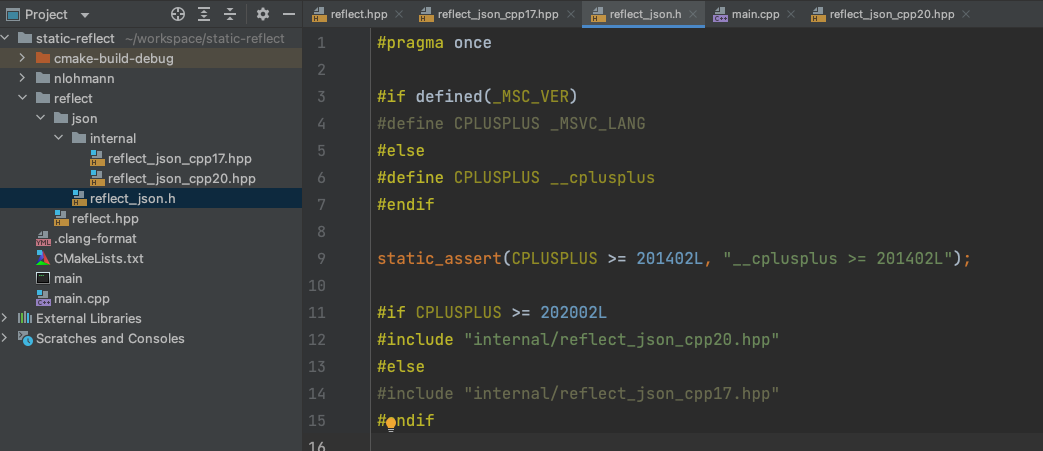 Project
static-reflect ~/workspace/static-reflect
cmake-build-debug
nlohmann
reflect
json
internal
reflect_json_cpp17.hpp
reflect_json_cpp20.hpp
reflect_json.h
reflect.hpp
.clang-format
CMakeLists.txt
main
main.cpp
External Libraries
Scratches and Consoles
reflect.hpp reflect_json_cpp17.hpp reflect_json.h main.cpp reflect_json_cpp20.hpp
1 #pragma once
2
3 #if defined(_MSC_VER)
4 #define CPLUSPLUS _MSVC_LANG
5 #else
6 #define CPLUSPLUS __cplusplus
7 #endif
8
9 static_assert(CPLUSPLUS >= 201402L, "__cplusplus >= 201402L");
10
11 #if CPLUSPLUS >= 202002L
12 #include "internal/reflect_json_cpp20.hpp"
13 #else
14 #include "internal/reflect_json_cpp17.hpp"
15 #endif
16